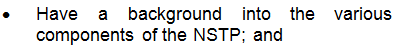 • Have a background into the various
components of the NSTP; and